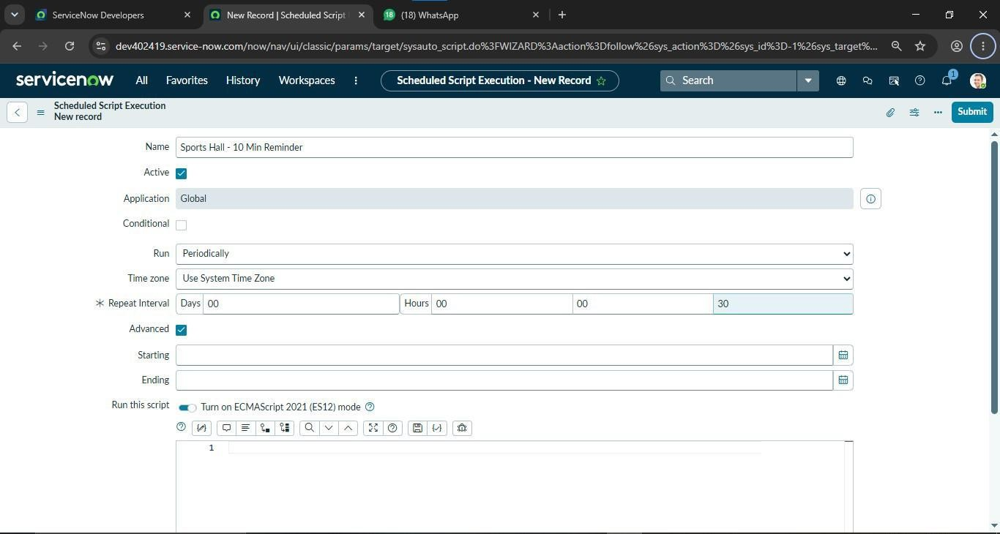 ServiceNow Developers
New Record | Scheduled Script
18 (18) WhatsApp
dev402419.service-now.com/now/nav/ui/classic/params/target/sysauto_script.do%3FWIZARD%3Aaction%3Dfollow%26sys_action%3D%26sys_id%3D-1%26sys_target%...
servicenow All Favorites History Workspaces Scheduled Script Execution - New Record Search 1
Scheduled Script Execution
New record
Submit
Name Sports Hall - 10 Min Reminder
Active
Application Global
Conditional
Run Periodically
Time zone Use System Time Zone
Repeat Interval Days 00 Hours 00 00 30
Advanced
Starting
Ending
Run this script Turn on ECMAScript 2021 (ES12) mode
1